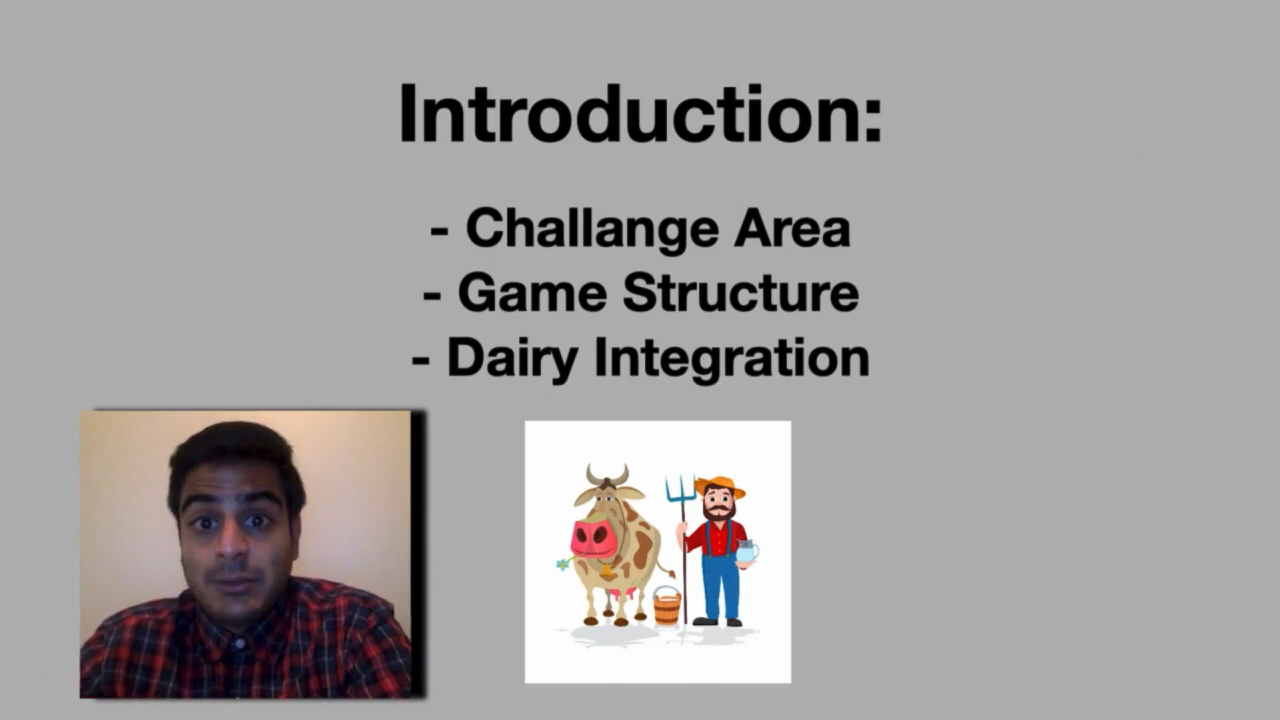 Introduction:
- Challange Area
- Game Structure
- Dairy Integration